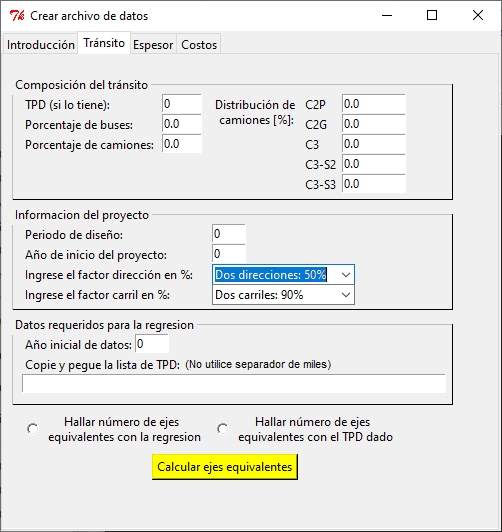 Crear archivo de datos
Introducción Tránsito Espesor Costos
Composición del tránsito
TPD (si lo tiene): 0
Porcentaje de buses: 0.0
Porcentaje de camiones: 0.0
Distribución de
camiones [%]:
C2P 0.0
C2G 0.0
C3 0.0
C3-S2 0.0
C3-S3 0.0
Informacion del proyecto
Periodo de diseño: 0
Año de inicio del proyecto: 0
Ingrese el factor dirección en %: Dos direcciones: 50%
Ingrese el factor carril en %: Dos carriles: 90%
Datos requeridos para la regresion
Año inicial de datos: 0
Copie y pegue la lista de TPD: (No utilice separador de miles)
Hallar número de ejes
equivalentes con la regresion
Hallar número de ejes
equivalentes con el TPD dado
Calcular ejes equivalentes